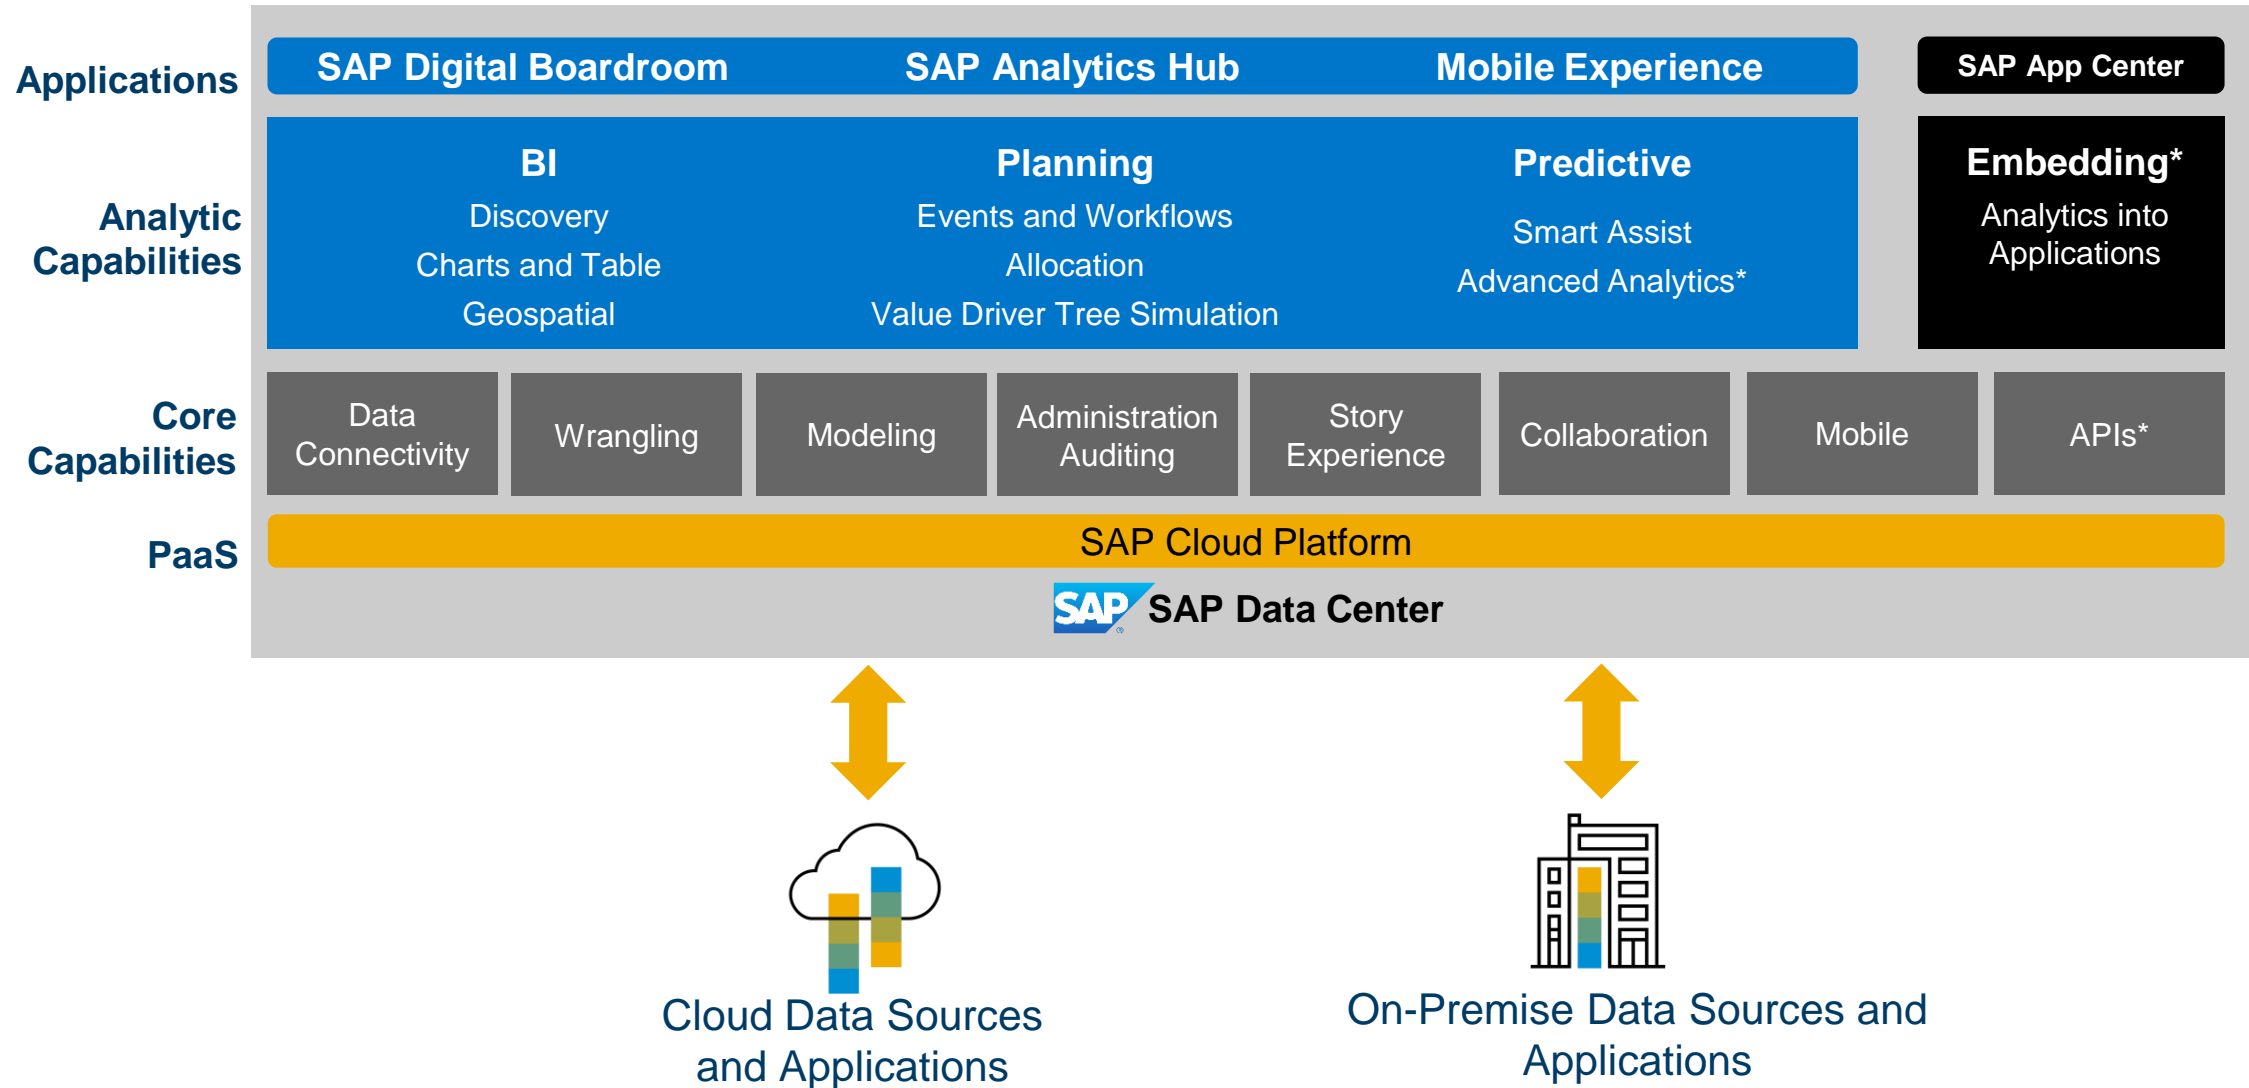 Applications
SAP Digital Boardroom
SAP Analytics Hub
Mobile Experience
SAP App Center
Analytic
Capabilities
BI
Discovery
Charts and Table
Geospatial
Planning
Events and Workflows
Allocation
Value Driver Tree Simulation
Predictive
Smart Assist
Advanced Analytics*
Embedding*
Analytics into
Applications
Core
Capabilities
Data
Connectivity
Wrangling
Modeling
Administration
Auditing
Story
Experience
Collaboration
Mobile
APIs*
PaaS
SAP Cloud Platform
SAP ® SAP Data Center
Cloud Data Sources
and Applications
On-Premise Data Sources and
Applications